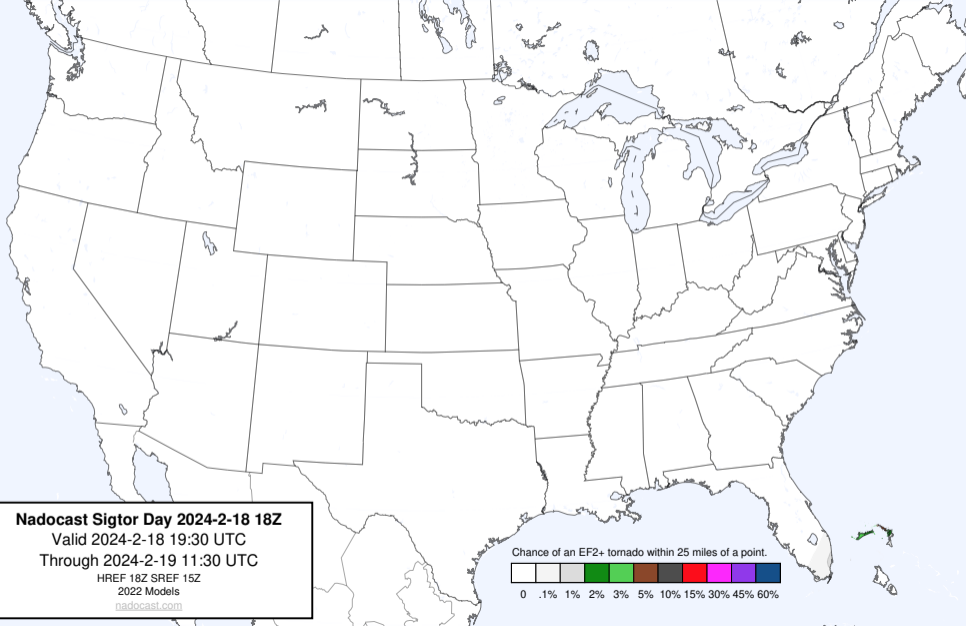 Nadocast Sigtor Day 2024-2-18 18Z
Valid 2024-2-18 19:30 UTC
Through 2024-2-19 11:30 UTC
HREF 18Z SREF 15Z
2022 Models
nadocast.com
Chance of an EF2+ tornado within 25 miles of a point.
0 .1% 1% 2% 3% 5% 10% 15% 30% 45% 60%